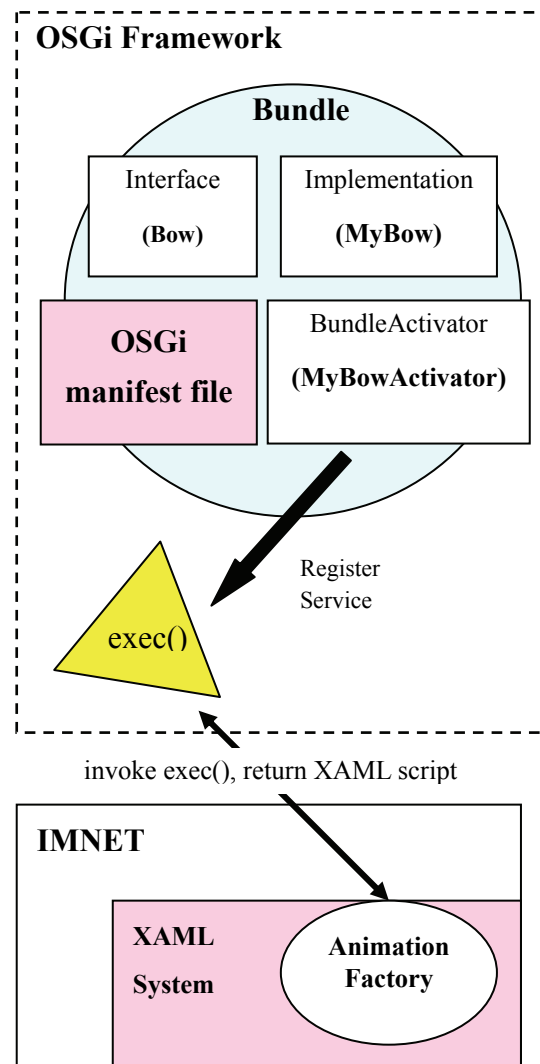 OSGi Framework
Bundle
Interface
(Bow)
Implementation
(MyBow)
OSGi
manifest file
BundleActivator
(MyBowActivator)
Register
Service
exec()
invoke exec(), return XAML script
IMNET
XAML
System
Animation
Factory